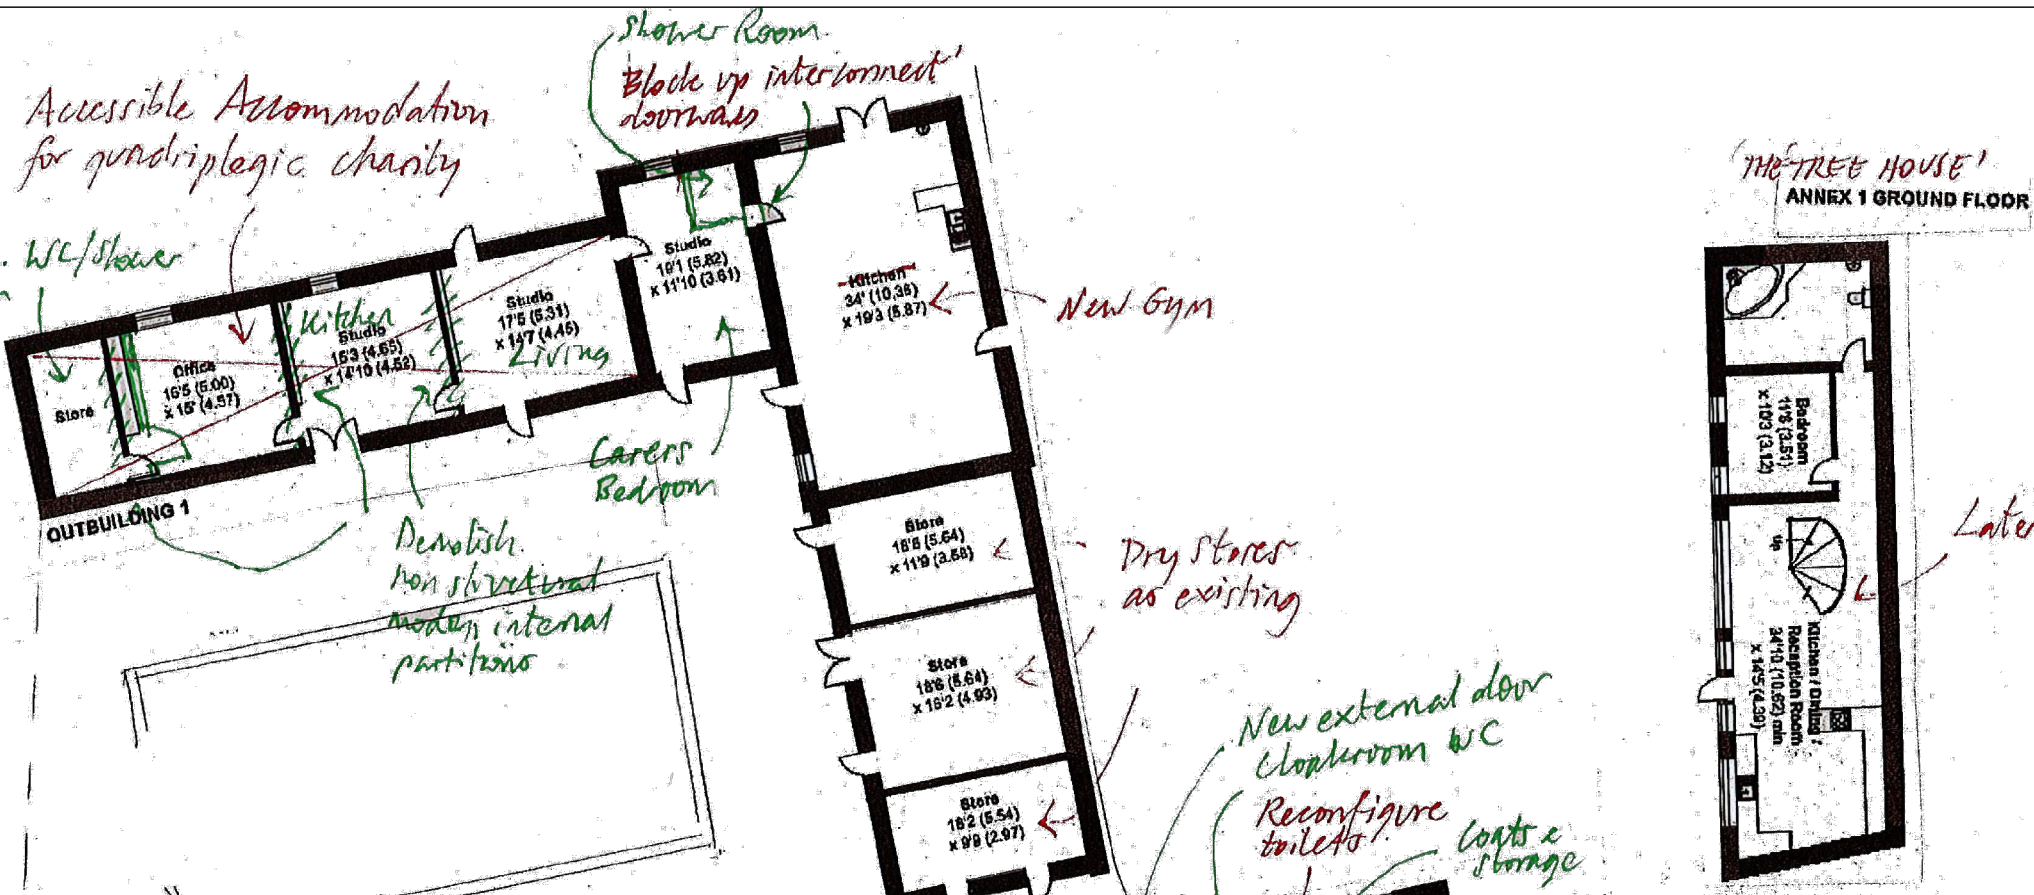 Shower Room.
Block up interconnect'
doorways
Accessible Accommodation
for quadriplegic charity
WC/Shower
'THE TREE HOUSE'
ANNEX 1 GROUND FLOOR
Studio
19'1 (5.82)
x 11'10 (3.61)
Kitchen
34' (10.36)
x 19'3 (5.87)
New Gym
Studio
17'5 (5.31)
x 14'7 (4.45)
Living
Kitchen
Studio
15'3 (4.65)
x 14'10 (4.52)
Office
16'5 (5.00)
x 15' (4.57)
Store
OUTBUILDING 1
Carers
Bedroom
Demolish
non structural
modern internal
partitions
Store
18'6 (5.64)
x 11'9 (3.58)
Dry Stores
as existing
Store
18'6 (5.64)
x 16'2 (4.93)
Store
18'2 (5.54)
x 9'9 (2.97)
New external door
Cloakroom WC
Reconfigure
toilets.
Coats &
storage
Bedroom
11'6 (3.51)
x 10'3 (3.12)
Up
Later
Kitchen / Dining /
Reception Room
34'10 (10.62) min
x 14'5 (4.39)